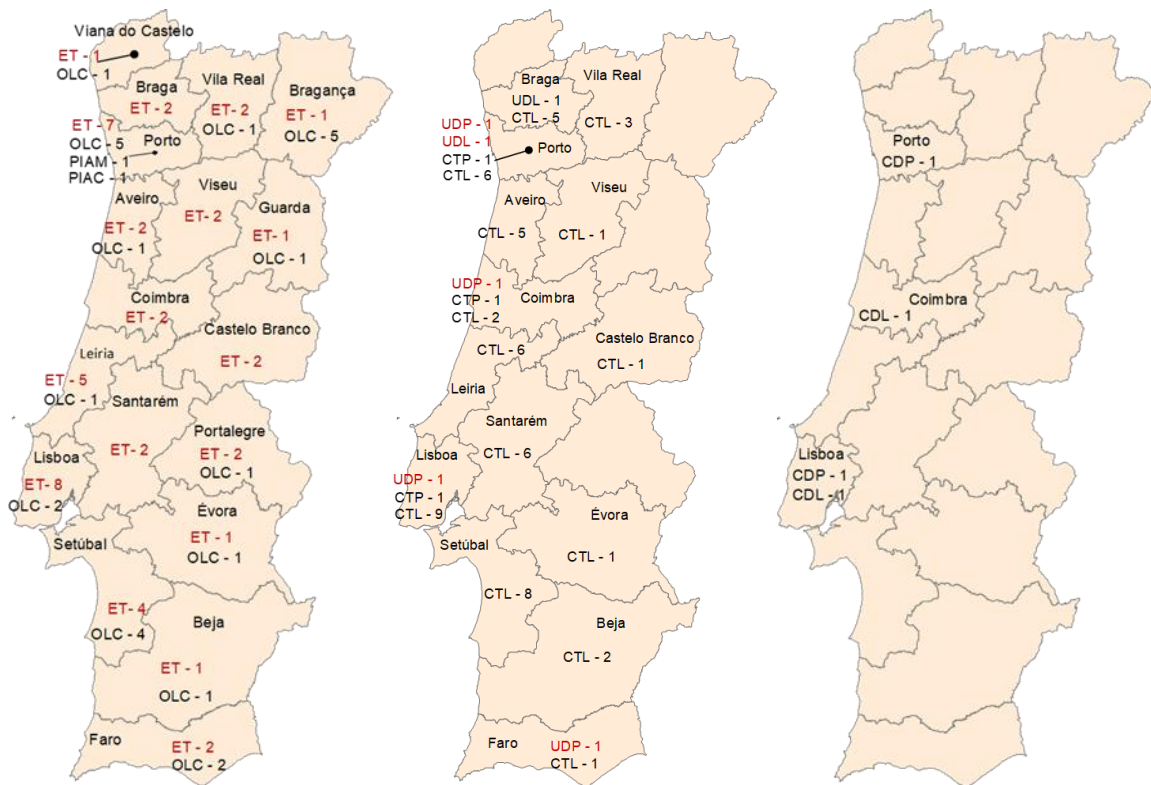 Viana do Castelo
ET - 1
OLC - 1
Braga
ET - 2
Vila Real
ET - 2
OLC - 1
Bragança
ET - 1
OLC - 5
ET - 7
OLC - 5
PIAM - 1
PIAC - 1
Porto
Aveiro
ET - 2
OLC - 1
Viseu
ET- 2
Guarda
ET- 1
OLC - 1
Coimbra
ET - 2
Castelo Branco
ET - 2
Leiria
ET - 5
OLC - 1
Santarém
ET- 2
Portalegre
ET - 2
OLC - 1
Lisboa
ET- 8
OLC - 2
Évora
ET - 1
OLC - 1
Setúbal
ET- 4
OLC - 4
Beja
ET - 1
OLC - 1
Faro
ET - 2
OLC - 2
Braga
UDL - 1
CTL - 5
Vila Real
CTL - 3
UDP - 1
UDL - 1
CTP - 1
CTL - 6
Porto
Aveiro
CTL - 5
Viseu
CTL - 1
UDP - 1
CTP - 1
CTL - 2
Coimbra
CTL - 6
Leiria
Castelo Branco
CTL - 1
Santarém
CTL - 6
Lisboa
UDP - 1
CTP - 1
CTL - 9
Évora
CTL - 1
Setúbal
CTL - 8
Beja
CTL - 2
Faro
UDP - 1
CTL - 1
Porto
CDP - 1
Coimbra
CDL - 1
Lisboa
CDP - 1
CDL - 1